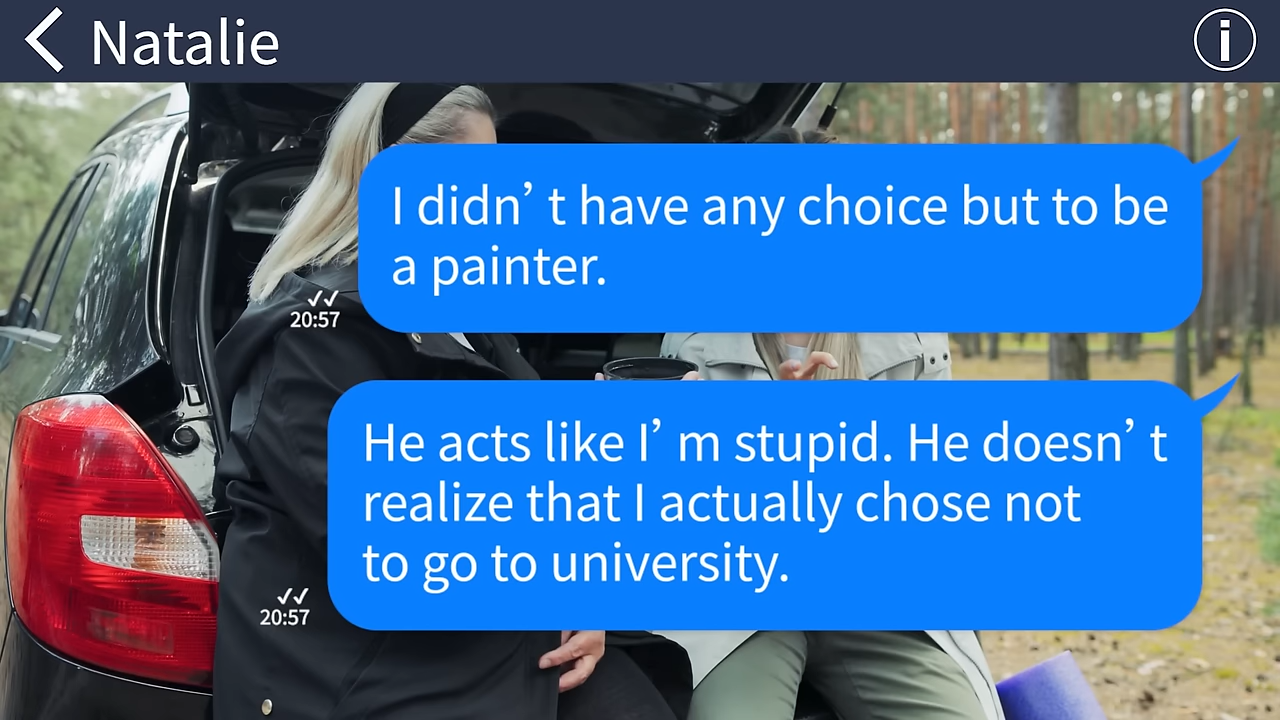 Natalie
I didn’t have any choice but to be
a painter.
20:57
He acts like I’m stupid. He doesn’t
realize that I actually chose not
to go to university.
20:57